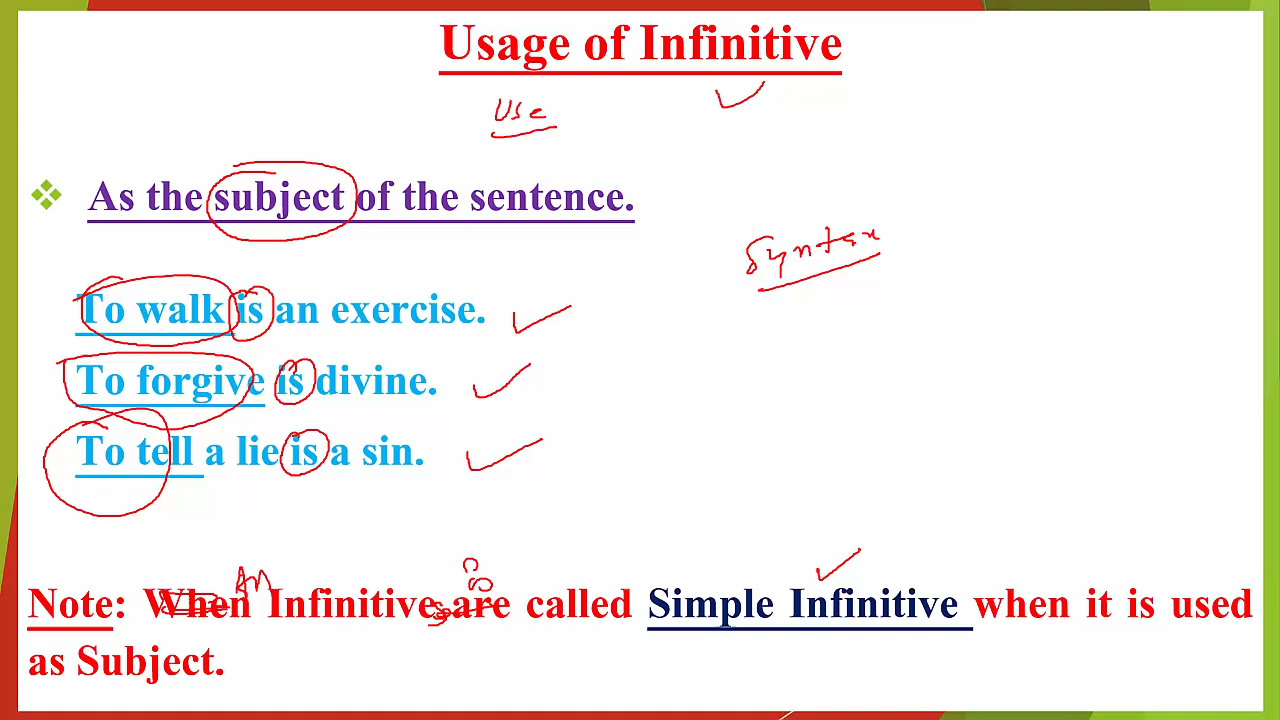 Usage of Infinitive
Use
As the subject of the sentence.
Syntax
To walk is an exercise.
To forgive is divine.
To tell a lie is a sin.
An
Note: When Infinitive are called Simple Infinitive when it is used
as Subject.